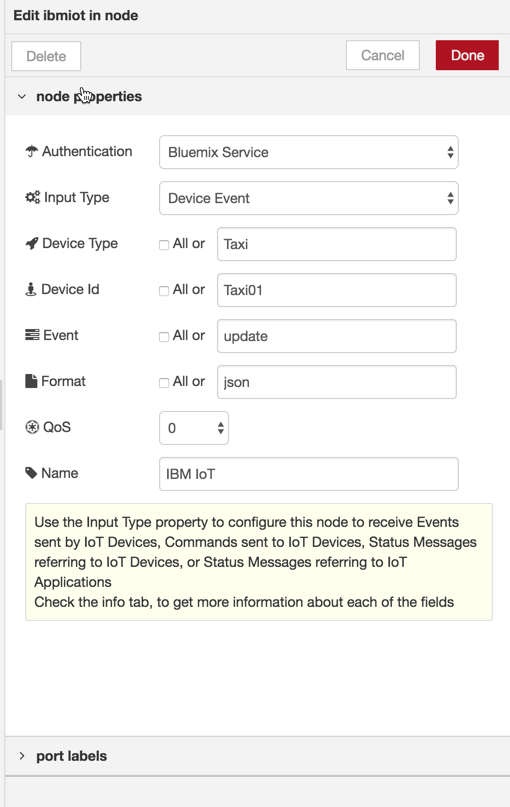 Edit ibmiot in node
Delete
Cancel
Done
node properties
Authentication
Bluemix Service
Input Type
Device Event
Device Type
All or
Taxi
Device Id
All or
Taxi01
Event
All or
update
Format
All or
json
QoS
0
Name
IBM IoT
Use the Input Type property to configure this node to receive Events
sent by IoT Devices, Commands sent to IoT Devices, Status Messages
referring to IoT Devices, or Status Messages referring to IoT
Applications
Check the info tab, to get more information about each of the fields
port labels